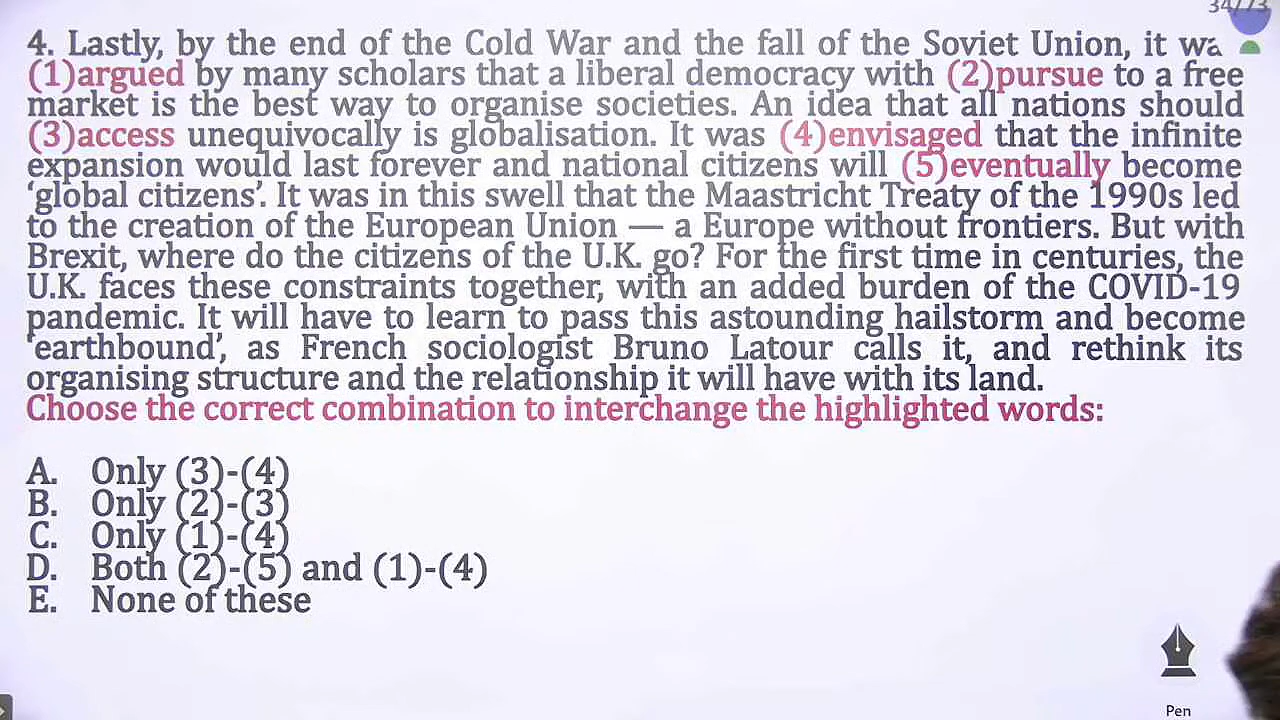 34/73
4. Lastly, by the end of the Cold War and the fall of the Soviet Union, it wa
(1)argued by many scholars that a liberal democracy with (2)pursue to a free
market is the best way to organise societies. An idea that all nations should
(3)access unequivocally is globalisation. It was (4)envisaged that the infinite
expansion would last forever and national citizens will (5)eventually become
‘global citizens’. It was in this swell that the Maastricht Treaty of the 1990s led
to the creation of the European Union — a Europe without frontiers. But with
Brexit, where do the citizens of the U.K. go? For the first time in centuries, the
U.K. faces these constraints together, with an added burden of the COVID-19
pandemic. It will have to learn to pass this astounding hailstorm and become
‘earthbound’, as French sociologist Bruno Latour calls it, and rethink its
organising structure and the relationship it will have with its land.
Choose the correct combination to interchange the highlighted words:
A. Only (3)-(4)
B. Only (2)-(3)
C. Only (1)-(4)
D. Both (2)-(5) and (1)-(4)
E. None of these
Pen